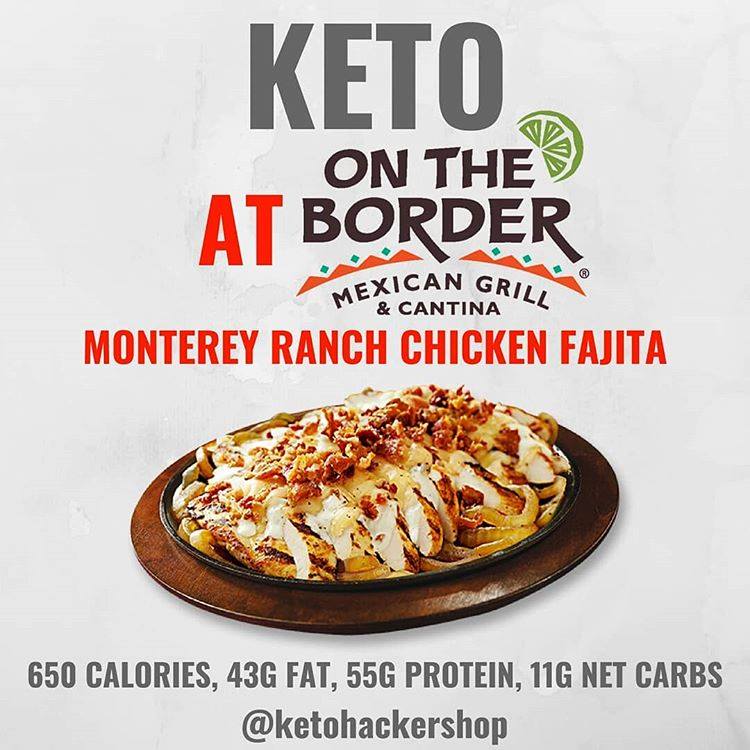 KETO
ON THE
AT BORDER
®
MEXICAN GRILL
& CANTINA
MONTEREY RANCH CHICKEN FAJITA
650 CALORIES, 43G FAT, 55G PROTEIN, 11G NET CARBS
@ketohackershop